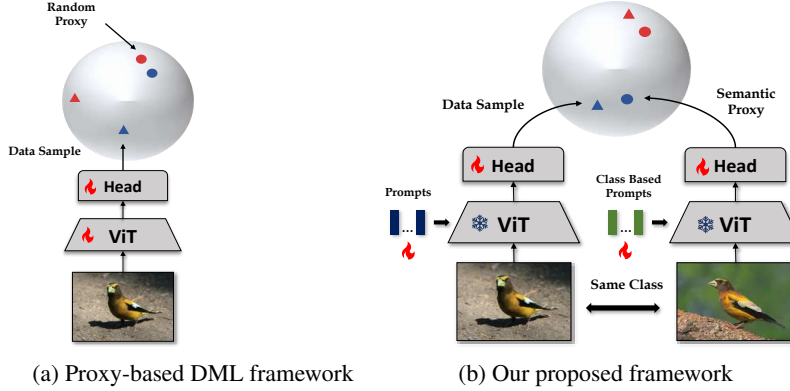 Random
Proxy
Data Sample
Head
ViT
(a) Proxy-based DML framework
Data Sample
Semantic
Proxy
Head
Head
Prompts
...
ViT
Class Based
Prompts
...
ViT
Same Class
(b) Our proposed framework